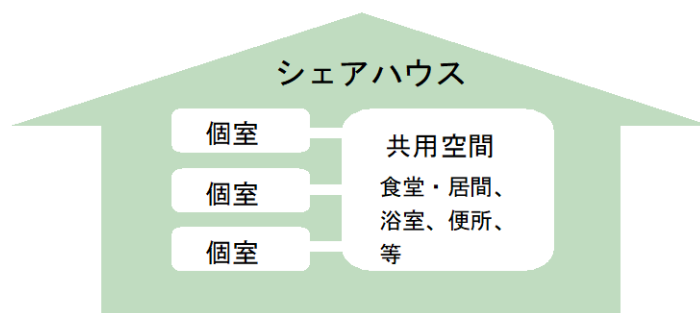 シェアハウス
個室
個室
個室
共用空間
食堂・居間、
浴室、便所、
等